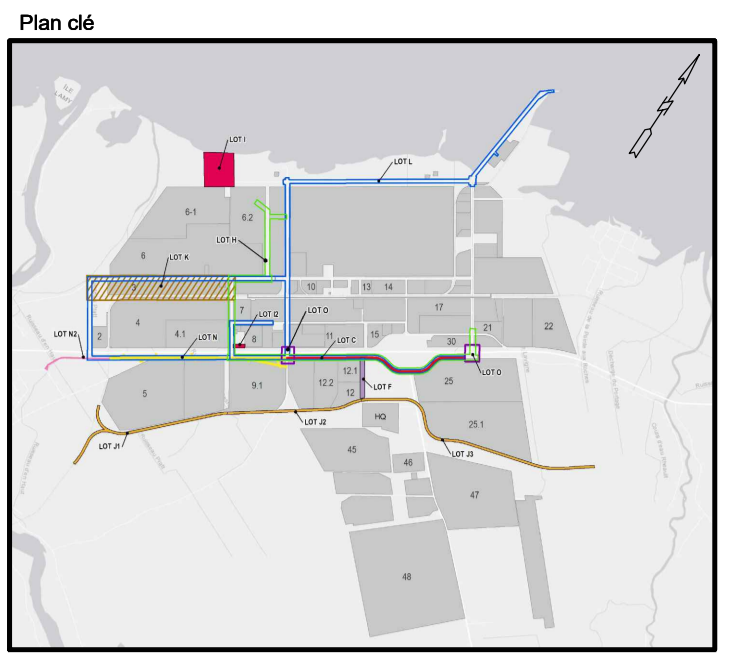 Plan clé
ÎLE
LAMY
LOT I
LOT L
6-1
6.2
LOT H
6
LOT K
3
10
13
14
7
17
LOT I2
LOT O
4
2
4.1
8
11
15
21
22
LOT N2
LOT N
LOT C
30
LOT O
12.1
5
9.1
12.2
12
LOT F
25
HQ
25.1
LOT J2
LOT J1
LOT J3
45
46
47
48